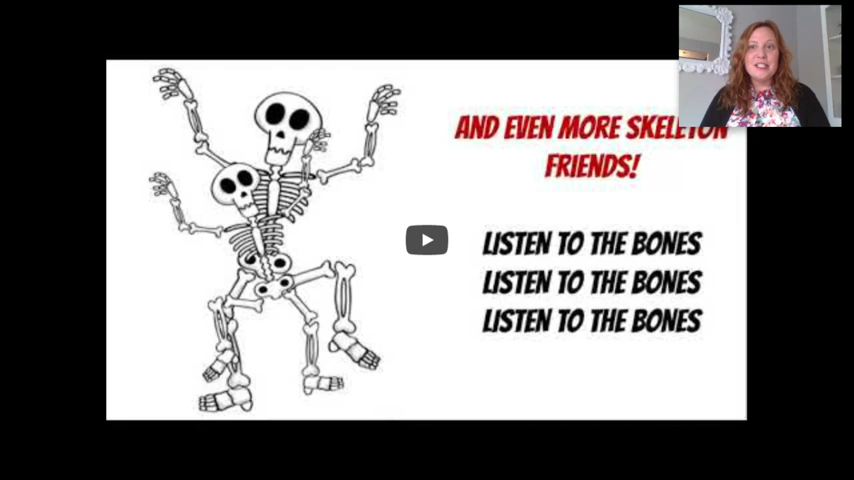 AND EVEN MORE SKELETON
FRIENDS!
LISTEN TO THE BONES
LISTEN TO THE BONES
LISTEN TO THE BONES